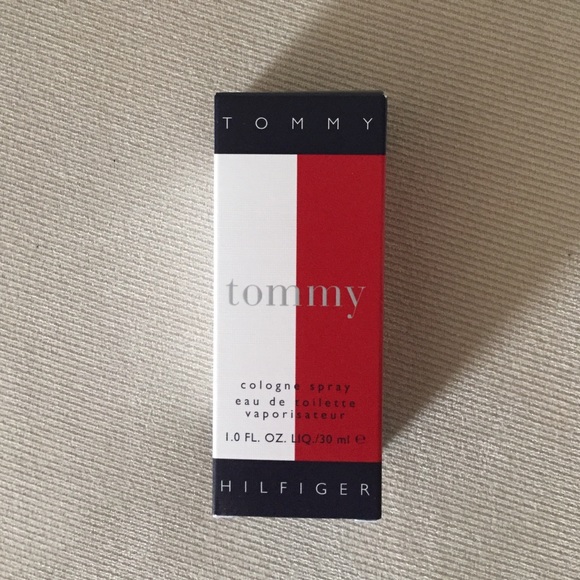 TOMMY
tommy
cologne spray
eau de toilette
vaporisateur
1.0 FL. OZ. LIQ./30 ml ℮
HILFIGER